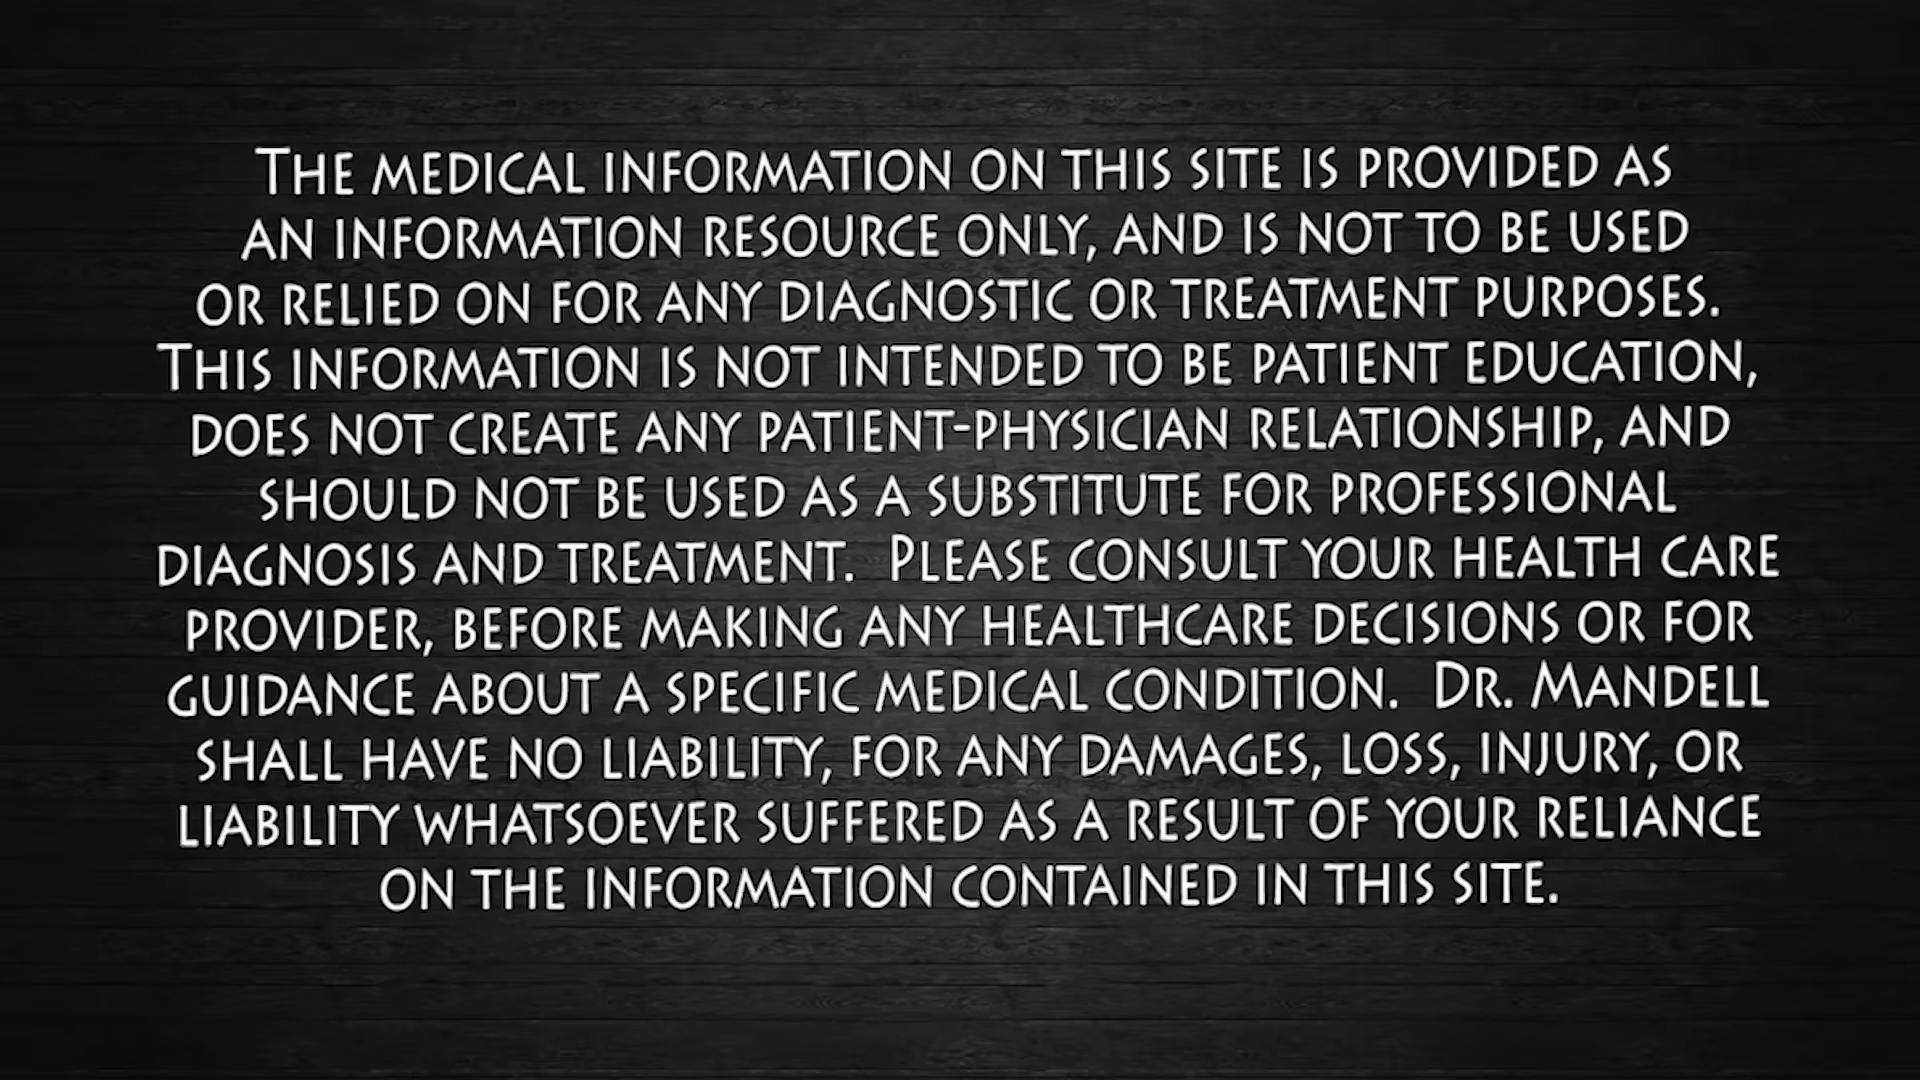 The medical information on this site is provided as
an information resource only, and is not to be used
or relied on for any diagnostic or treatment purposes.
This information is not intended to be patient education,
does not create any patient-physician relationship, and
should not be used as a substitute for professional
diagnosis and treatment.  Please consult your health care
provider, before making any healthcare decisions or for
guidance about a specific medical condition.  Dr. Mandell
shall have no liability, for any damages, loss, injury, or
liability whatsoever suffered as a result of your reliance
on the information contained in this site.